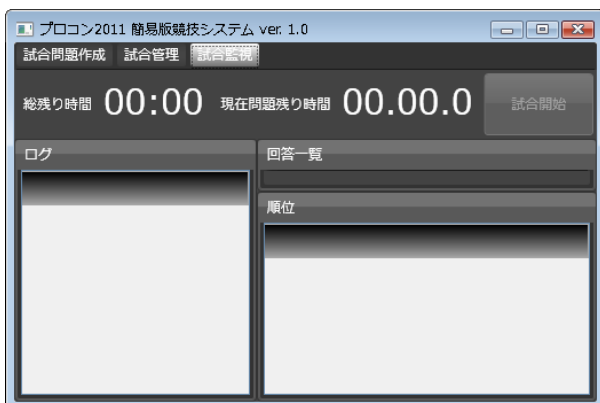 プロコン2011 簡易版競技システム ver. 1.0
試合問題作成 試合管理 試合監視
総残り時間 00:00 現在問題残り時間 00.00.0 試合開始
ログ
回答一覧
順位